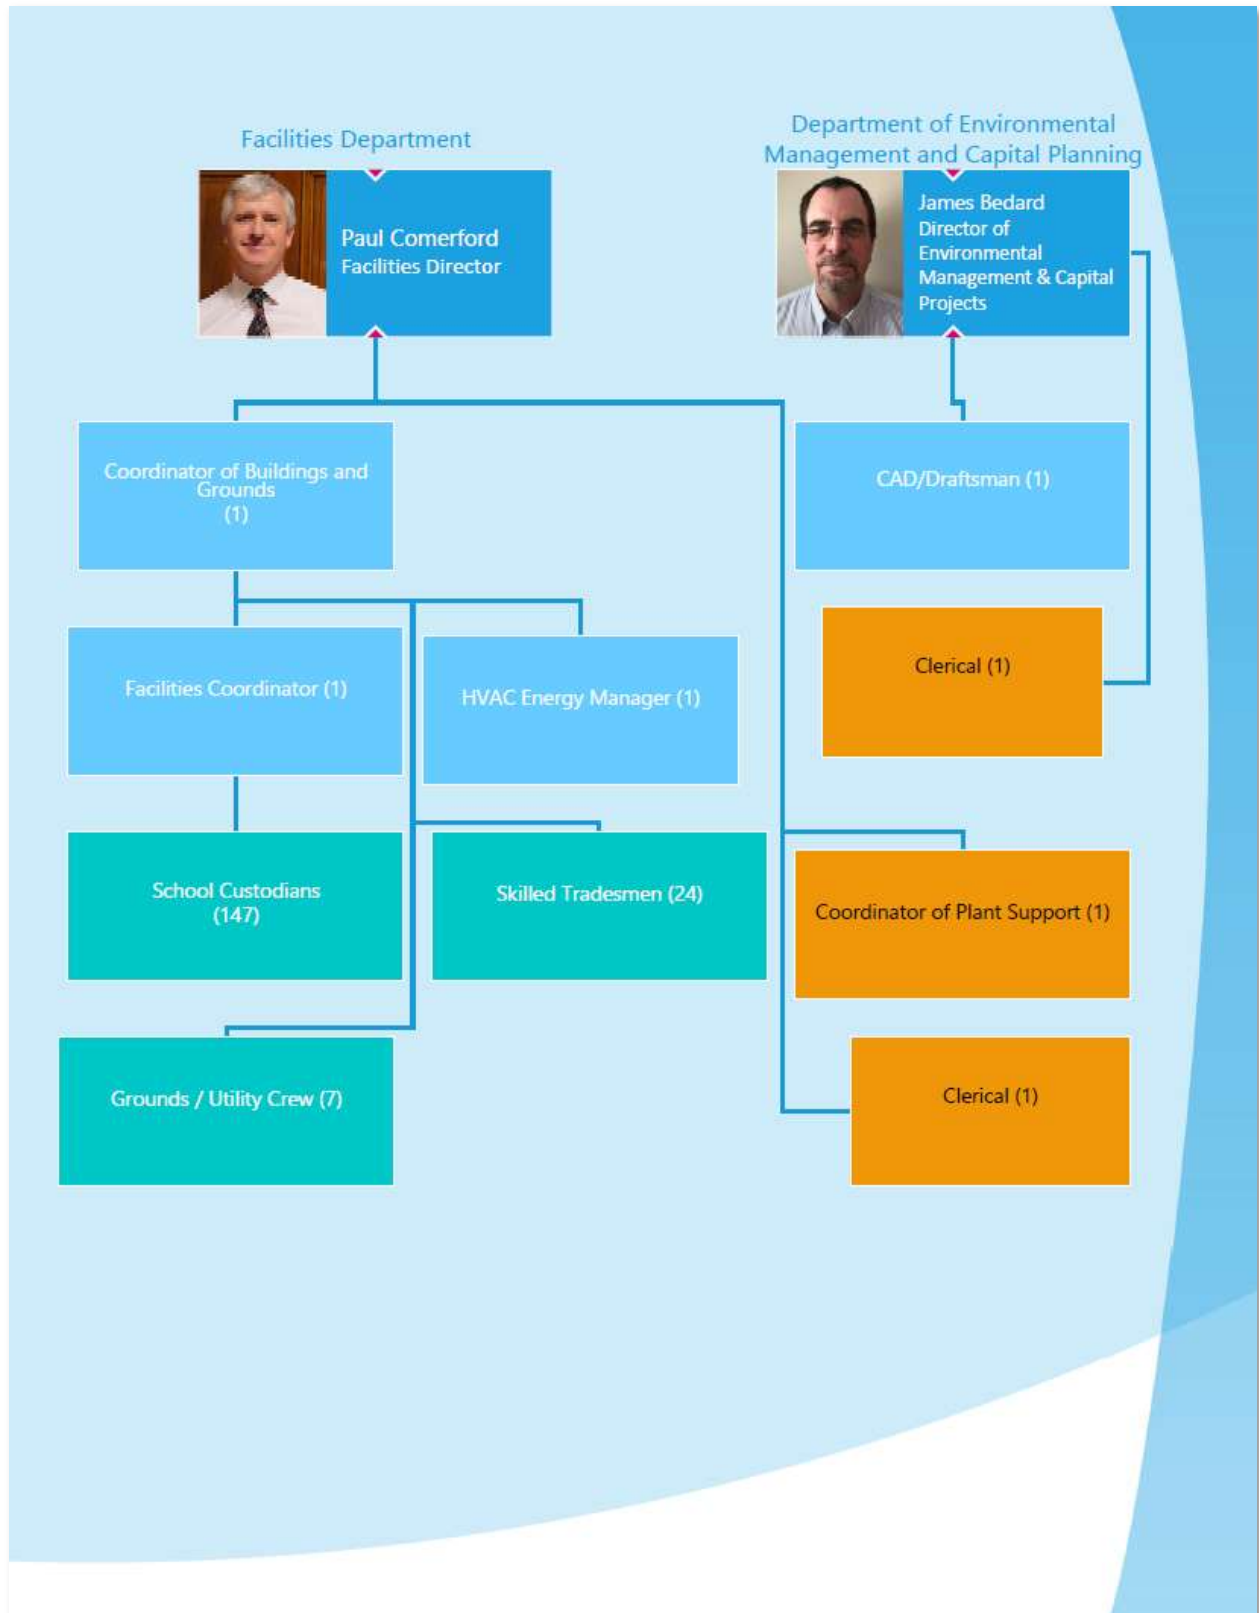 Facilities Department
Paul Comerford
Facilities Director
Department of Environmental
Management and Capital Planning
James Bedard
Director of
Environmental
Management & Capital
Projects
Coordinator of Buildings and
Grounds
(1)
CAD/Draftsman (1)
Clerical (1)
Facilities Coordinator (1)
HVAC Energy Manager (1)
School Custodians
(147)
Skilled Tradesmen (24)
Coordinator of Plant Support (1)
Grounds / Utility Crew (7)
Clerical (1)